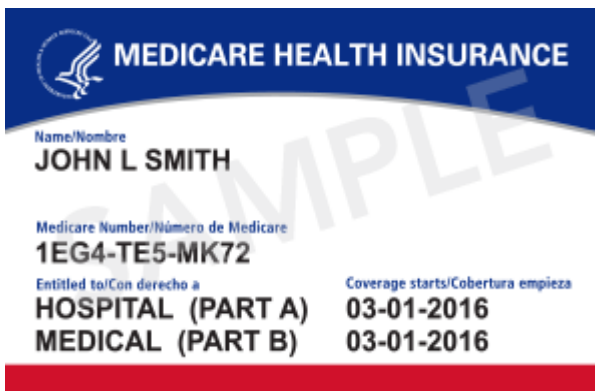 MEDICARE HEALTH INSURANCE
Name/Nombre
JOHN L SMITH
Medicare Number/Número de Medicare
1EG4-TE5-MK72
Entitled to/Con derecho a Coverage starts/Cobertura empieza
HOSPITAL (PART A) 03-01-2016
MEDICAL (PART B) 03-01-2016
SAMPLE